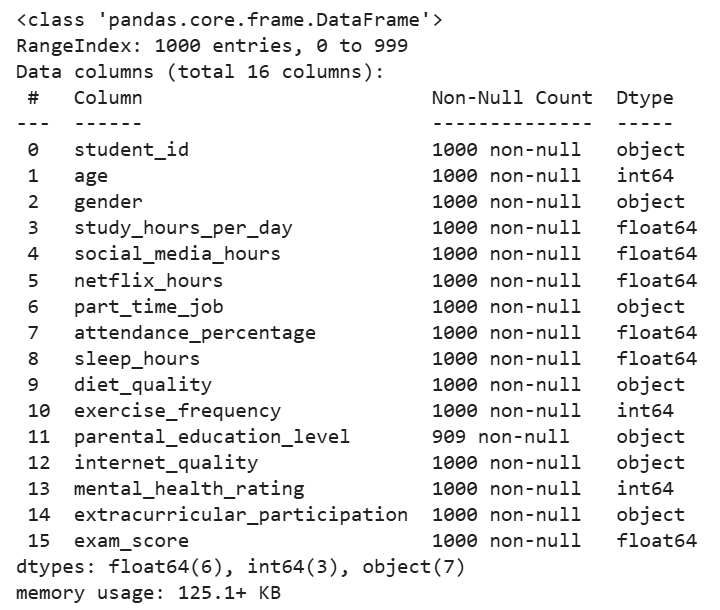 <class 'pandas.core.frame.DataFrame'>
RangeIndex: 1000 entries, 0 to 999
Data columns (total 16 columns):
 #   Column                         Non-Null Count  Dtype
---  ------                         --------------  -----
 0   student_id                     1000 non-null   object
 1   age                            1000 non-null   int64
 2   gender                         1000 non-null   object
 3   study_hours_per_day            1000 non-null   float64
 4   social_media_hours             1000 non-null   float64
 5   netflix_hours                  1000 non-null   float64
 6   part_time_job                  1000 non-null   object
 7   attendance_percentage          1000 non-null   float64
 8   sleep_hours                    1000 non-null   float64
 9   diet_quality                   1000 non-null   object
 10  exercise_frequency             1000 non-null   int64
 11  parental_education_level       909 non-null    object
 12  internet_quality               1000 non-null   object
 13  mental_health_rating           1000 non-null   int64
 14  extracurricular_participation  1000 non-null   object
 15  exam_score                     1000 non-null   float64
dtypes: float64(6), int64(3), object(7)
memory usage: 125.1+ KB